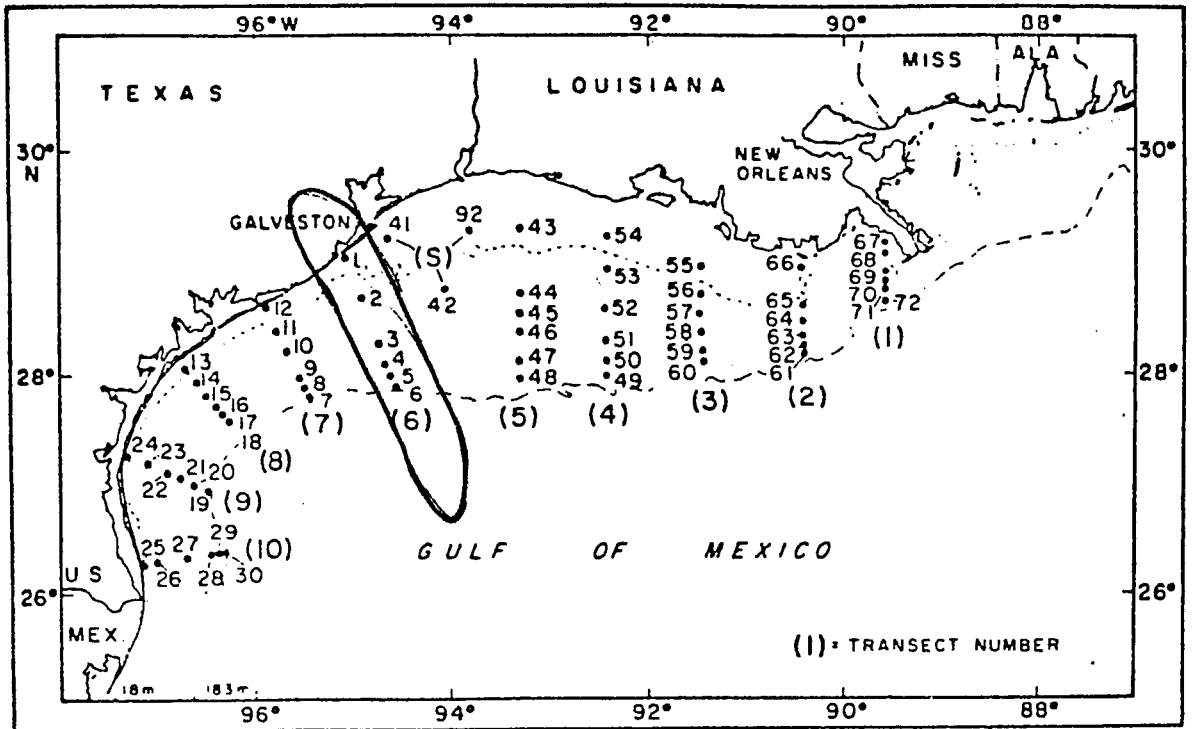 96° W 94° 92° 90° 88°
MISS ALA
TEXAS LOUISIANA
30° N 30°
NEW ORLEANS
GALVESTON 41 92 43 54 67
1 (S) 53 55 66 68
2 42 44 56 69
12 52 57 65 70 72
11 3 45 58 64 71
10 4 46 51 59 63 (1)
13 9 5 47 50 60 62
28° 14 8 6 48 49 61 28°
15 7
16 (7) (6) (5) (4) (3) (2)
17
24 23 18 (8)
22 21 20
19 (9)
29
25 27 (10) GULF OF MEXICO
US 26 28 30
26° 26°
MEX.
(1) = TRANSECT NUMBER
18m
96° 94° 92° 90° 88°